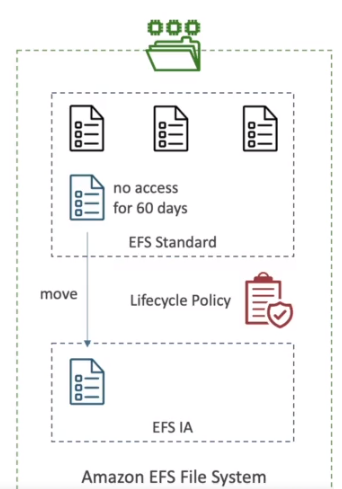 no access
for 60 days
EFS Standard
move
Lifecycle Policy
EFS IA
Amazon EFS File System